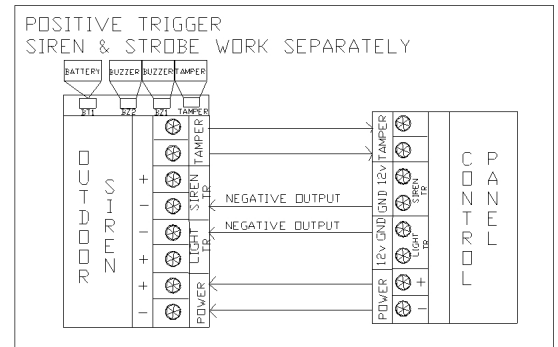 POSITIVE TRIGGER
SIREN & STROBE WORK SEPARATELY
BATTERY BUZZER BUZZER TAMPER
BT1 BZ2 BZ1 TAMPER
OUTDOOR SIREN
TAMPER
+ SIREN TR
-
- LIGHT TR
+
+ POWER
-
NEGATIVE OUTPUT
NEGATIVE OUTPUT
TAMPER
12v SIREN TR
GND
GND LIGHT TR
12v
POWER +
-
CONTROL PANEL